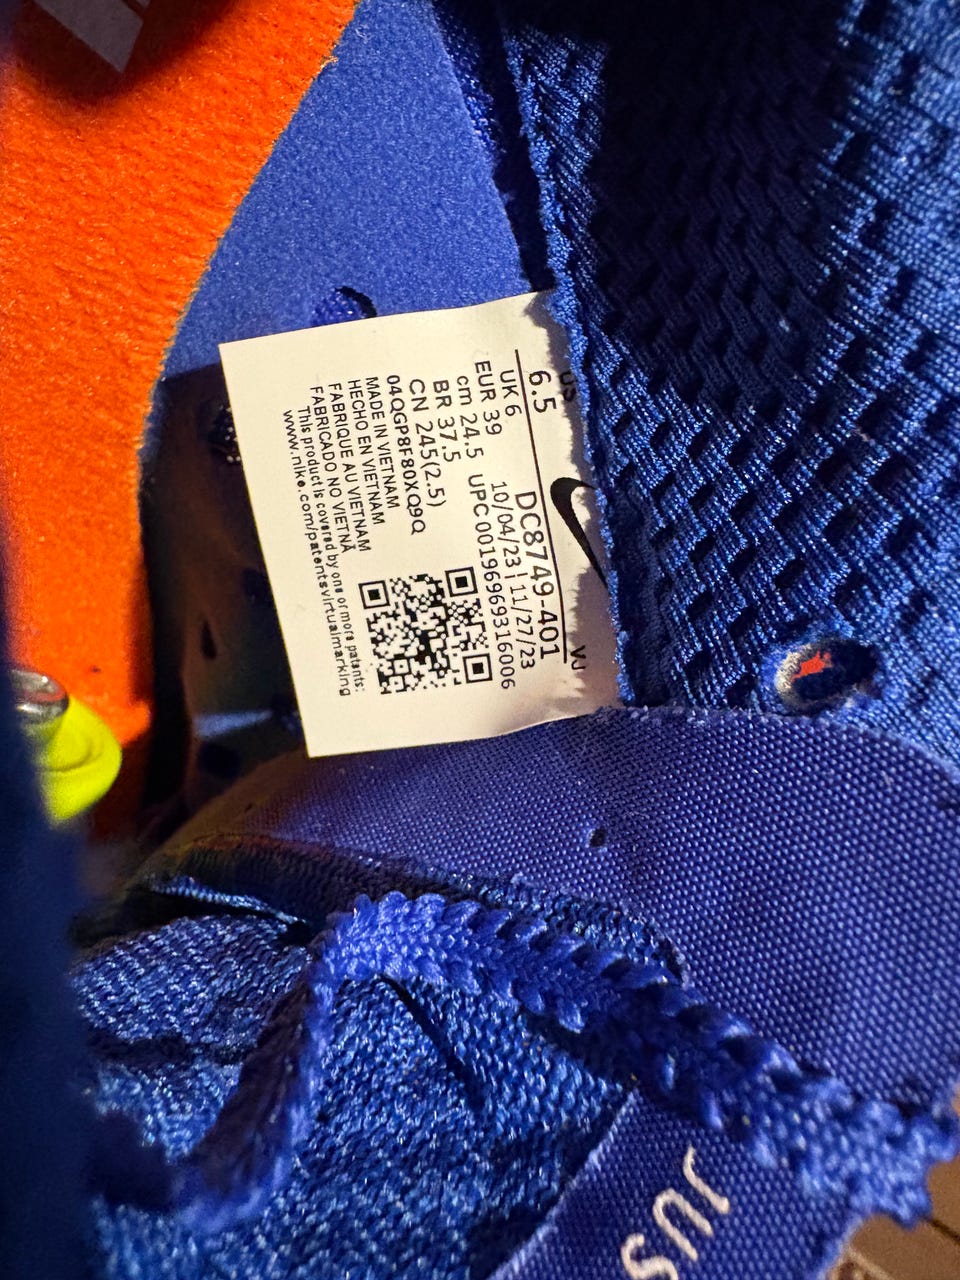 US
6.5
UK 6
EUR 39
cm 24.5
BR 37.5
CN 245(2.5)
VJ
DC8749-401
10/04/23 | 11/27/23
UPC00196969316006
04QGP8F80XQ9Q
MADE IN VIETNAM
HECHO EN VIETNAM
FABRIQUE AU VIETNAM
FABRICADO NO VIETNÃ
This product is covered by one or more patents:
www.nike.com/patentsvirtualmarking
JUS